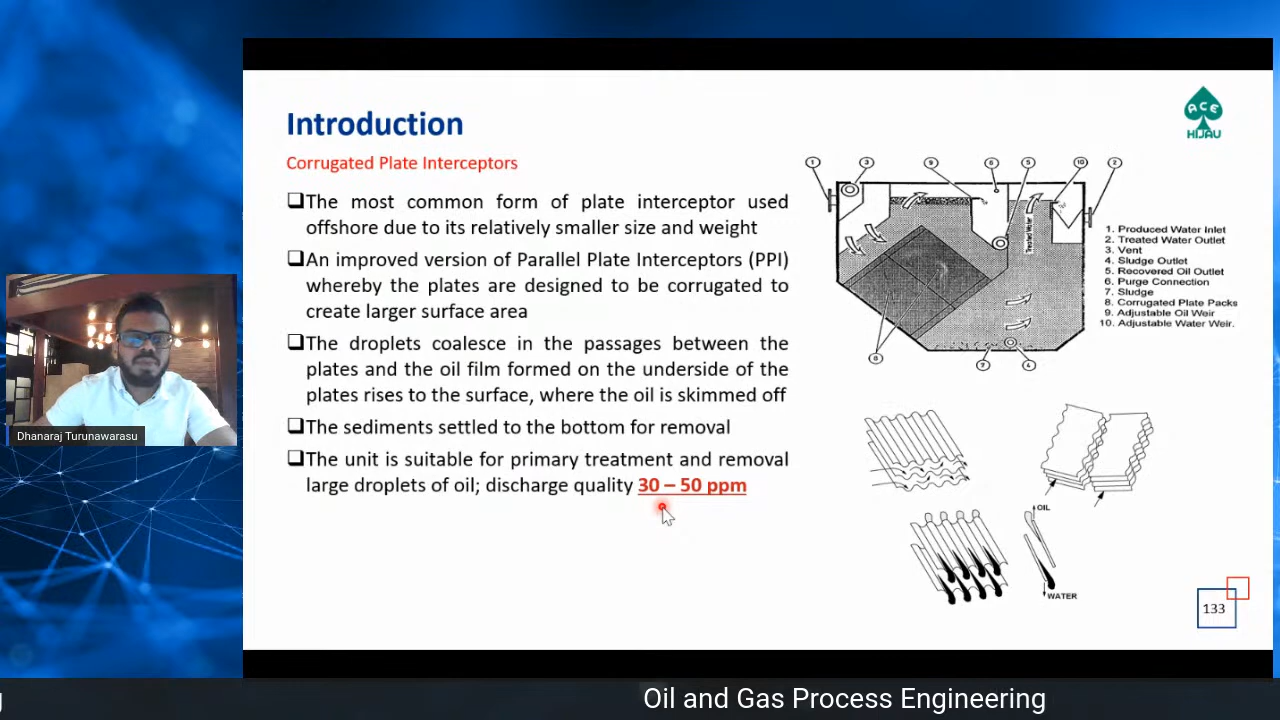 Introduction
Corrugated Plate Interceptors
❑The most common form of plate interceptor used
offshore due to its relatively smaller size and weight
❑An improved version of Parallel Plate Interceptors (PPI)
whereby the plates are designed to be corrugated to
create larger surface area
❑The droplets coalesce in the passages between the
plates and the oil film formed on the underside of the
plates rises to the surface, where the oil is skimmed off
❑The sediments settled to the bottom for removal
❑The unit is suitable for primary treatment and removal
large droplets of oil; discharge quality 30 – 50 ppm
ACE
HIJAU
1 3 9 6 5 10 2
Treated Water
8 7 4
1. Produced Water Inlet
2. Treated Water Outlet
3. Vent
4. Sludge Outlet
5. Recovered Oil Outlet
6. Purge Connection
7. Sludge
8. Corrugated Plate Packs
9. Adjustable Oil Weir
10. Adjustable Water Weir.
OIL
WATER
133
Dhanaraj Turunawarasu
g
Oil and Gas Process Engineering